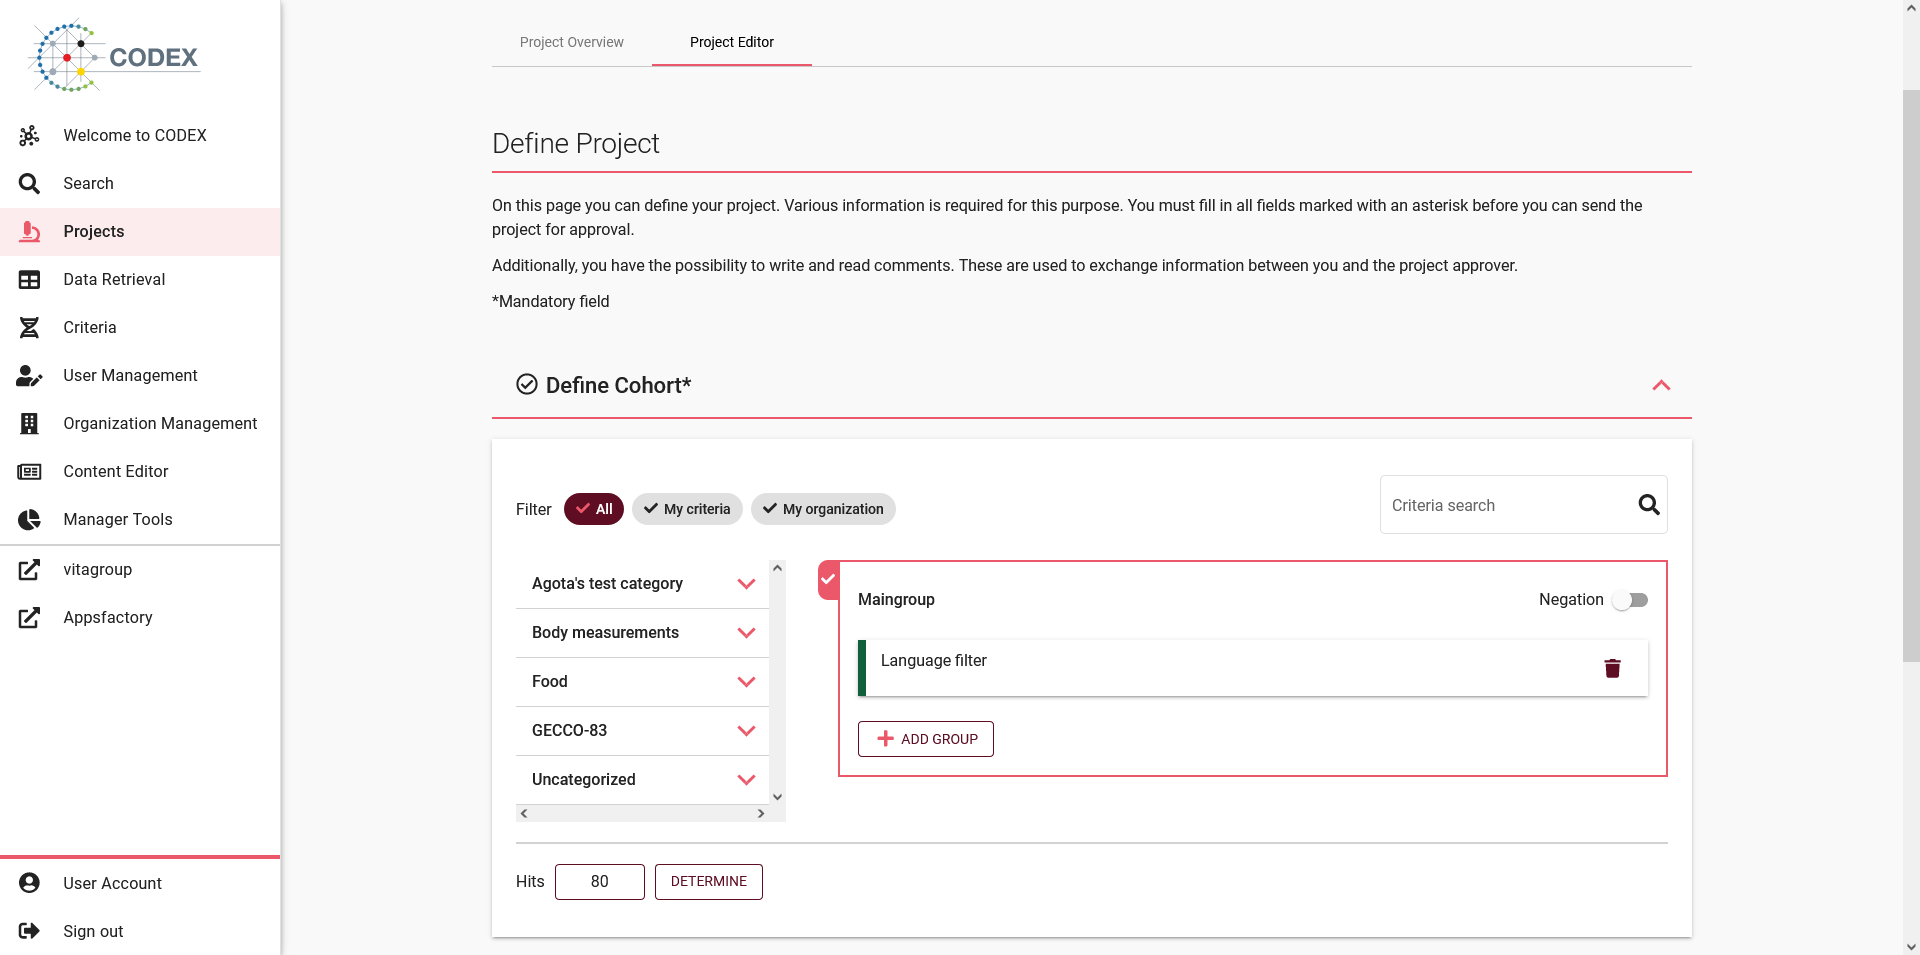 CODEX
Welcome to CODEX
Search
Projects
Data Retrieval
Criteria
User Management
Organization Management
Content Editor
Manager Tools
vitagroup
Appsfactory
User Account
Sign out
Project Overview
Project Editor
Define Project
On this page you can define your project. Various information is required for this purpose. You must fill in all fields marked with an asterisk before you can send the
project for approval.
Additionally, you have the possibility to write and read comments. These are used to exchange information between you and the project approver.
*Mandatory field
Define Cohort*
Filter All My criteria My organization
Criteria search
Agota's test category
Body measurements
Food
GECCO-83
Uncategorized
Maingroup
Negation
Language filter
ADD GROUP
Hits 80 DETERMINE